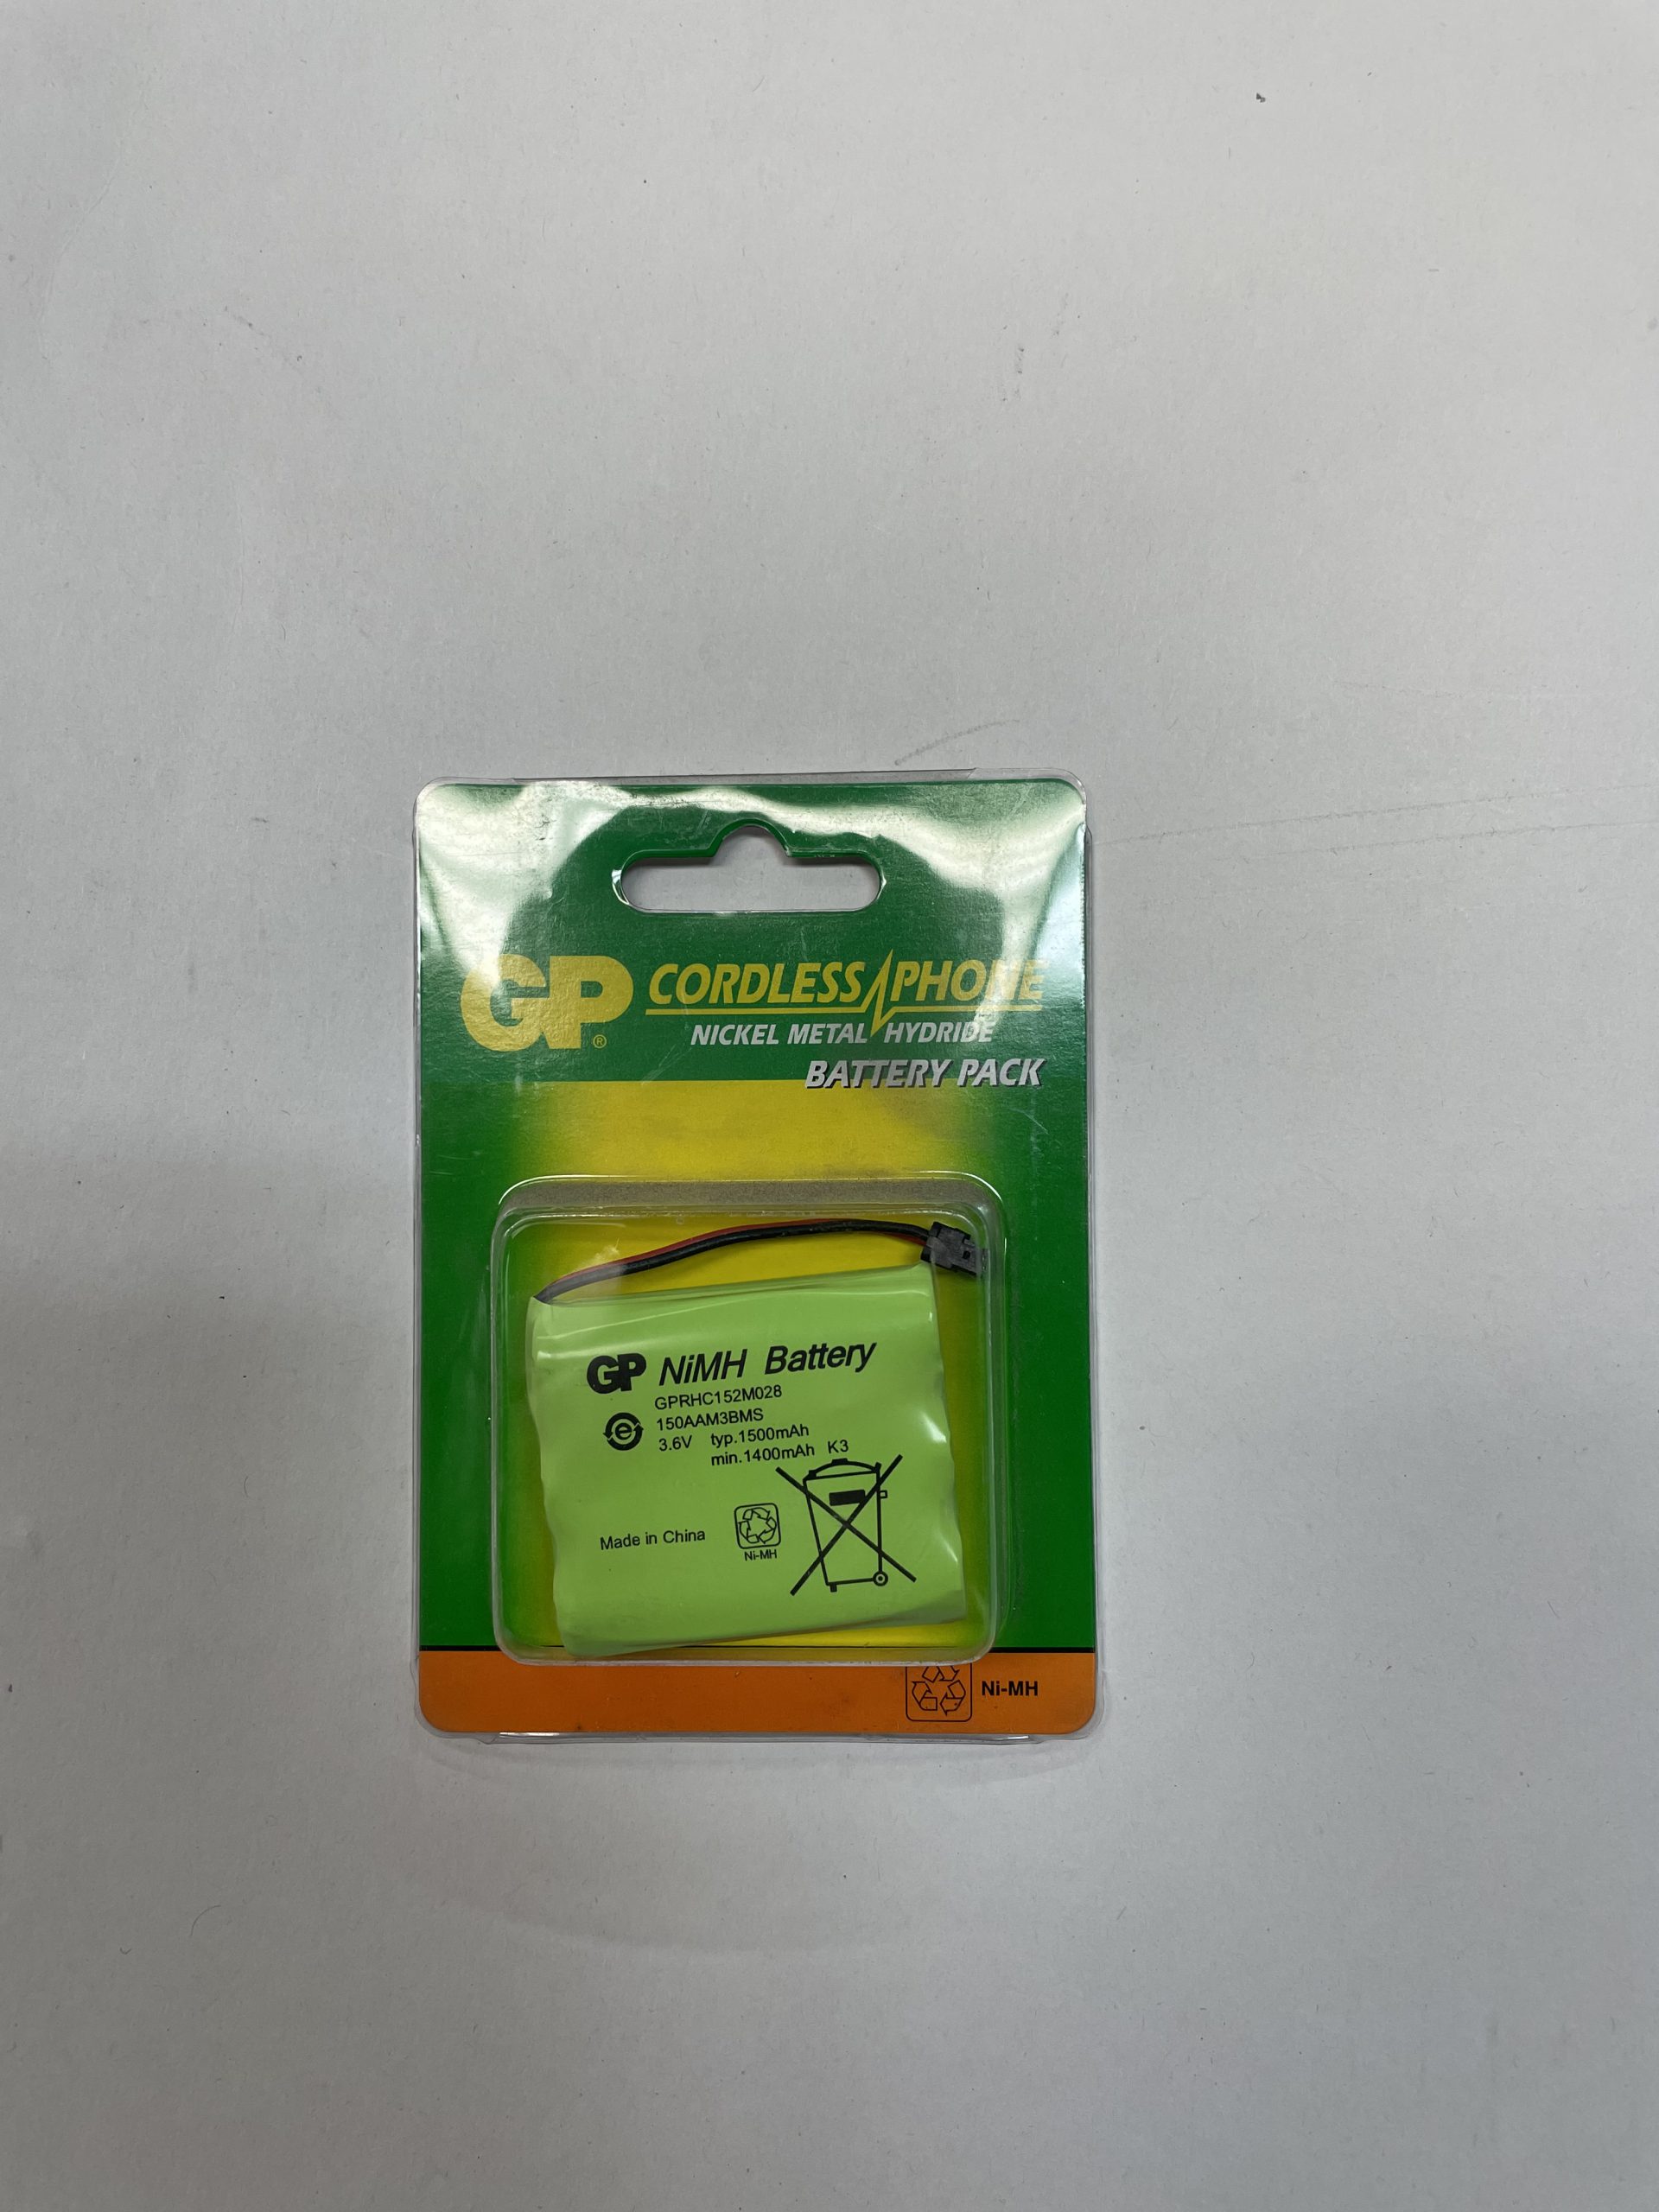 GP® CORDLESS PHONE
NICKEL METAL HYDRIDE
BATTERY PACK
GP NiMH Battery
GPRHC152M028
e 150AAM3BMS
3.6V typ.1500mAh
min.1400mAh K3
Made in China
Ni-MH
Ni-MH